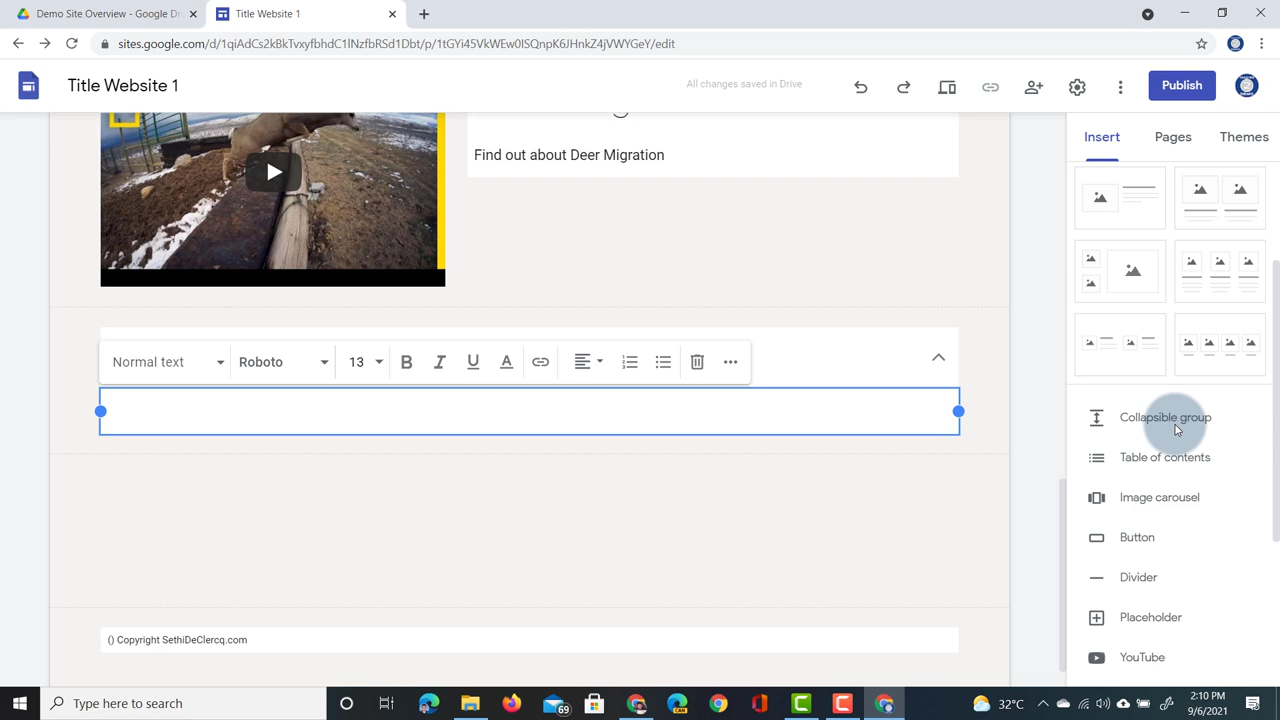 Demo Site Overview - Google Dr
Title Website 1
sites.google.com/d/1qiAdCs2kBkTvxyfbhdC1lNzfbRSd1Dbt/p/1tGYi45VkWEw0lSQnpK6JHnkZ4jVWYGeY/edit
Title Website 1
All changes saved in Drive
Publish
Insert
Pages
Themes
Find out about Deer Migration
Normal text
Roboto
13
Collapsible group
Table of contents
Image carousel
Button
Divider
Placeholder
YouTube
() Copyright SethiDeClercq.com
Type here to search
69
CAN
32°C
2:10 PM
9/6/2021